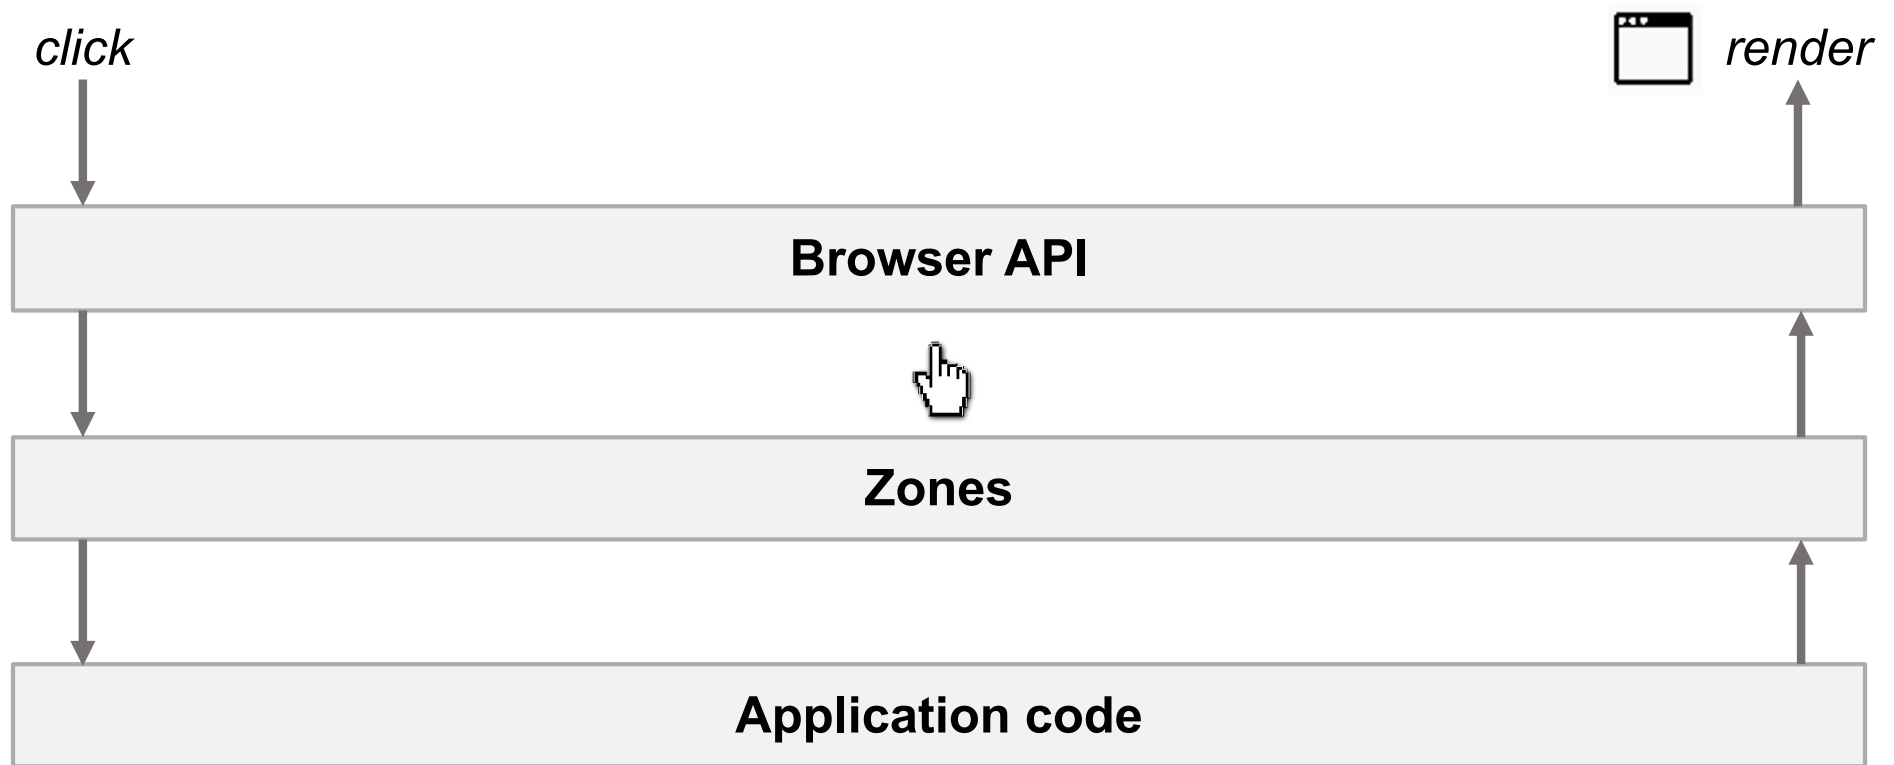 click
render
Browser API
Zones
Application code